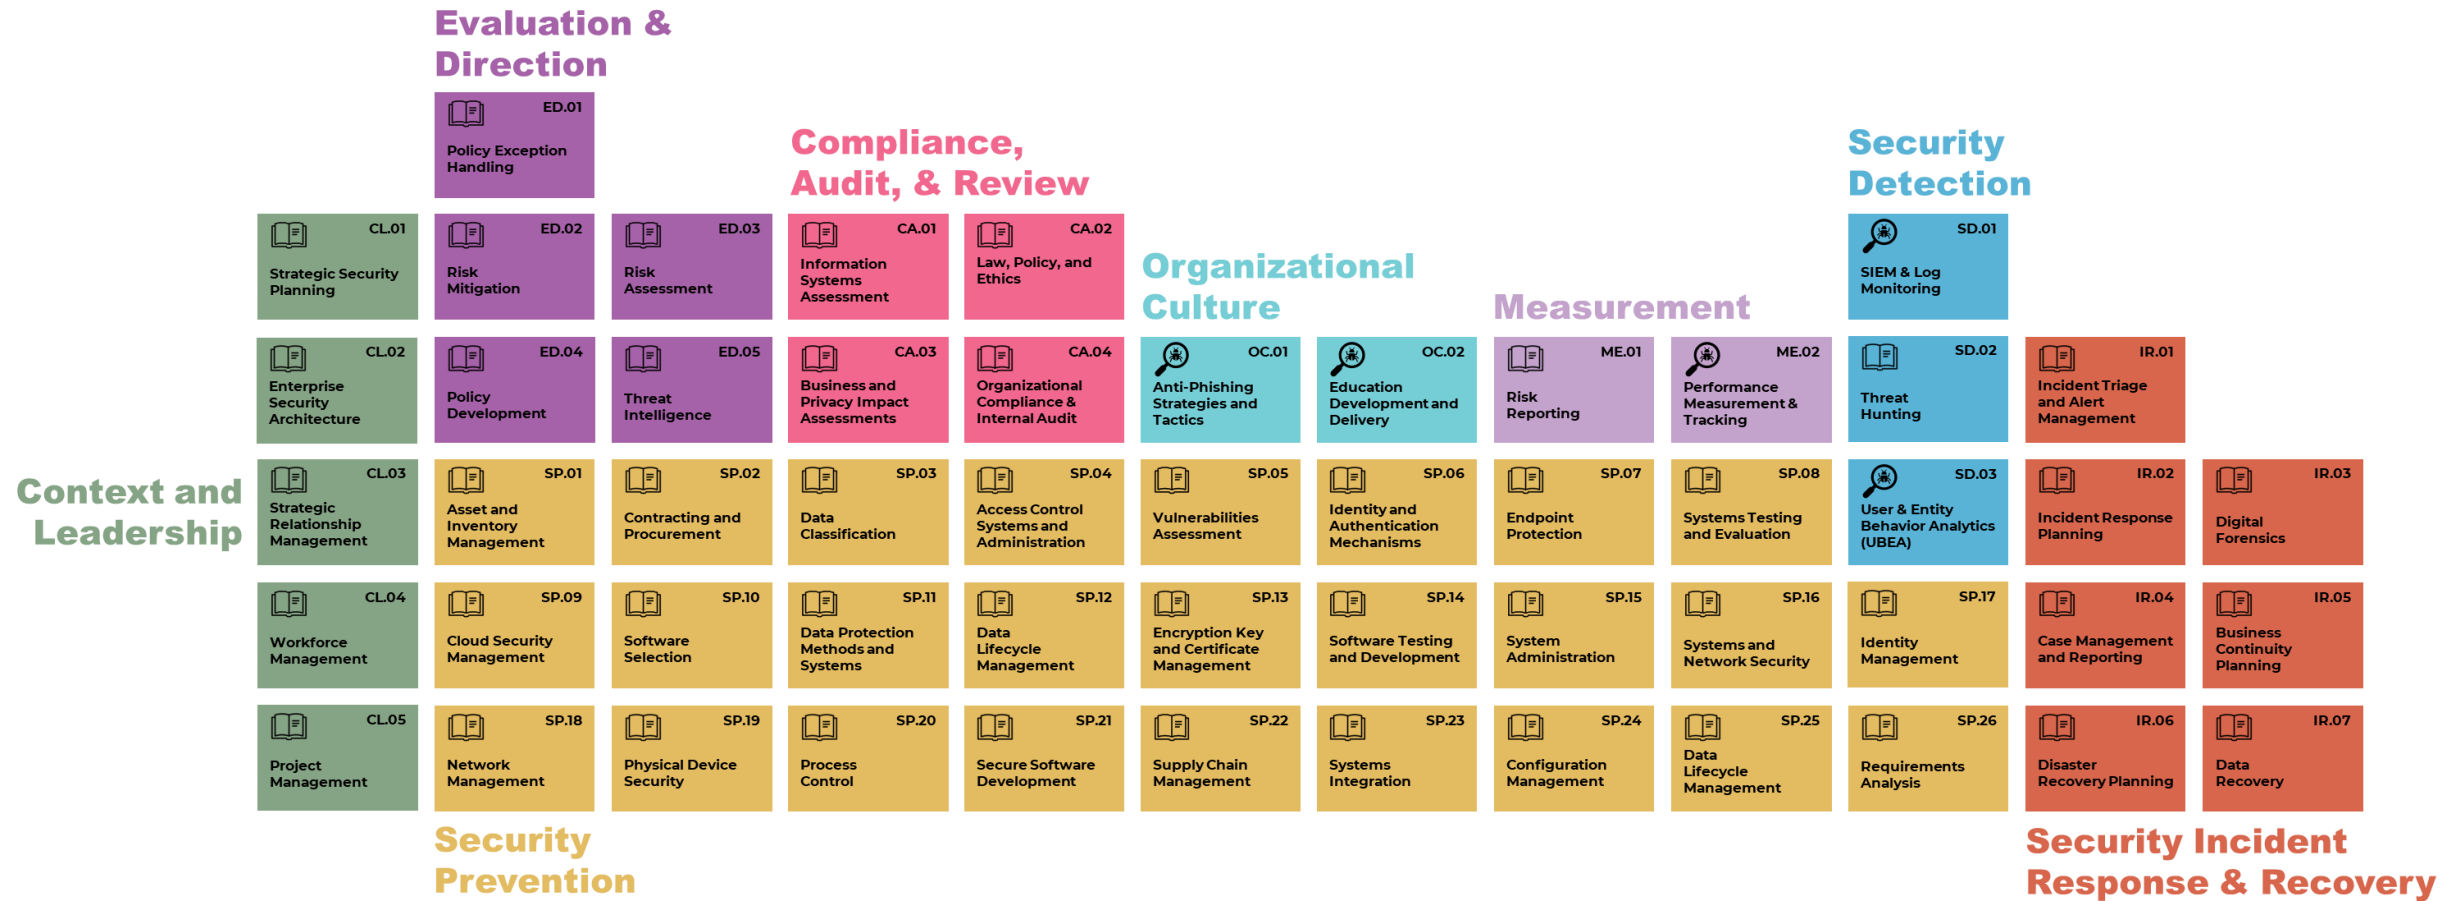 Evaluation &
Direction
ED.01
Policy Exception
Handling
Compliance,
Audit, & Review
Security
Detection
CL.01
Strategic Security
Planning
ED.02
Risk
Mitigation
ED.03
Risk
Assessment
CA.01
Information
Systems
Assessment
CA.02
Law, Policy, and
Ethics
Organizational
Culture
Measurement
SD.01
SIEM & Log
Monitoring
CL.02
Enterprise
Security
Architecture
ED.04
Policy
Development
ED.05
Threat
Intelligence
CA.03
Business and
Privacy Impact
Assessments
CA.04
Organizational
Compliance &
Internal Audit
OC.01
Anti-Phishing
Strategies and
Tactics
OC.02
Education
Development and
Delivery
ME.01
Risk
Reporting
ME.02
Performance
Measurement &
Tracking
SD.02
Threat
Hunting
IR.01
Incident Triage
and Alert
Management
Context and
Leadership
CL.03
Strategic
Relationship
Management
SP.01
Asset and
Inventory
Management
SP.02
Contracting and
Procurement
SP.03
Data
Classification
SP.04
Access Control
Systems and
Administration
SP.05
Vulnerabilities
Assessment
SP.06
Identity and
Authentication
Mechanisms
SP.07
Endpoint
Protection
SP.08
Systems Testing
and Evaluation
SD.03
User & Entity
Behavior Analytics
(UBEA)
IR.02
Incident Response
Planning
IR.03
Digital
Forensics
CL.04
Workforce
Management
SP.09
Cloud Security
Management
SP.10
Software
Selection
SP.11
Data Protection
Methods and
Systems
SP.12
Data
Lifecycle
Management
SP.13
Encryption Key
and Certificate
Management
SP.14
Software Testing
and Development
SP.15
System
Administration
SP.16
Systems and
Network Security
SP.17
Identity
Management
IR.04
Case Management
and Reporting
IR.05
Business
Continuity
Planning
CL.05
Project
Management
SP.18
Network
Management
SP.19
Physical Device
Security
SP.20
Process
Control
SP.21
Secure Software
Development
SP.22
Supply Chain
Management
SP.23
Systems
Integration
SP.24
Configuration
Management
SP.25
Data
Lifecycle
Management
SP.26
Requirements
Analysis
IR.06
Disaster
Recovery Planning
IR.07
Data
Recovery
Security
Prevention
Security Incident
Response & Recovery